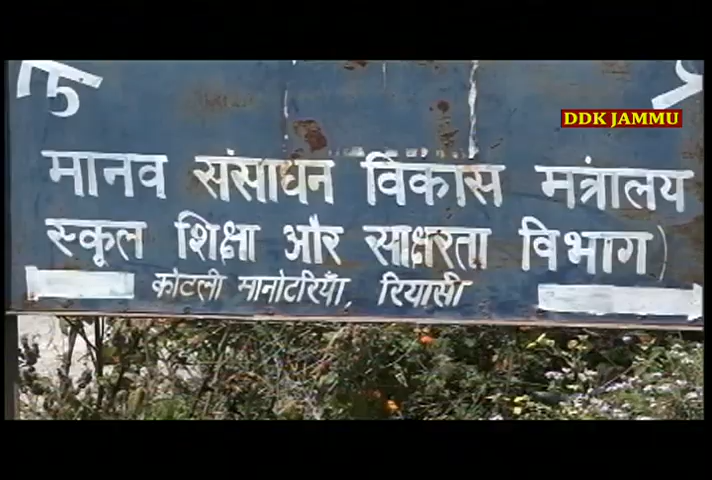 DDK JAMMU
मानव संसाधन विकास मंत्रालय
स्कूल शिक्षा और साक्षरता विभाग)
कोटली मानोटरियाँ, रियासी